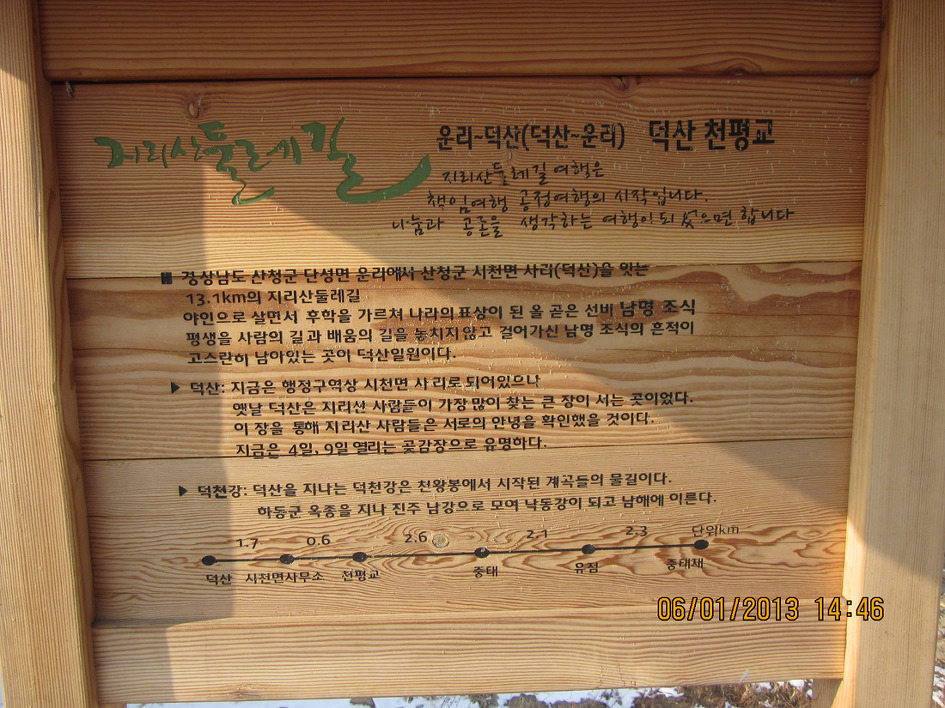 지리산둘레길
운리~덕산(덕산~운리) 덕산 천평교
지리산둘레길 여행은
책임여행 공정여행의 시작입니다.
나눔과 공존을 생각하는 여행이 되 셨으면 합니다
경상남도 산청군 단성면 운리에서 산청군 시천면 사리(덕산)을 잇는
13.1km의 지리산둘레길
야인으로 살면서 후학을 가르쳐 나라의 표상이 된 올 곧은 선비 남명 조식
평생을 사람의 길과 배움의 길을 놓치지않고 걸어가신 남명 조식의 흔적이
고스란히 남아있는 곳이 덕산일원이다.
▶ 덕산: 지금은 행정구역상 시천면 사리로 되어있으나
옛날 덕산은 지리선 사람들이 가장 많이 찾는 큰 장이 서는 곳이었다.
이 장을 통해 지리산 사람들은 서로의 안녕을 확인했을 것이다.
지금은 4일, 9일 열리는 곶감장으로 유명하다.
▶ 덕천강: 덕산을 지나는 덕천강은 천왕봉에서 시작된 계곡들의 물길이다.
하동군 옥종을 지나 진주 남강으로 모여 낙동강이 되고 남해에 이른다.
1.7 0.6 2.6 2.1 2.3 단위km
덕산 시천면사무소 천평교 중태 유점 중태재
06/01/2013 14:46